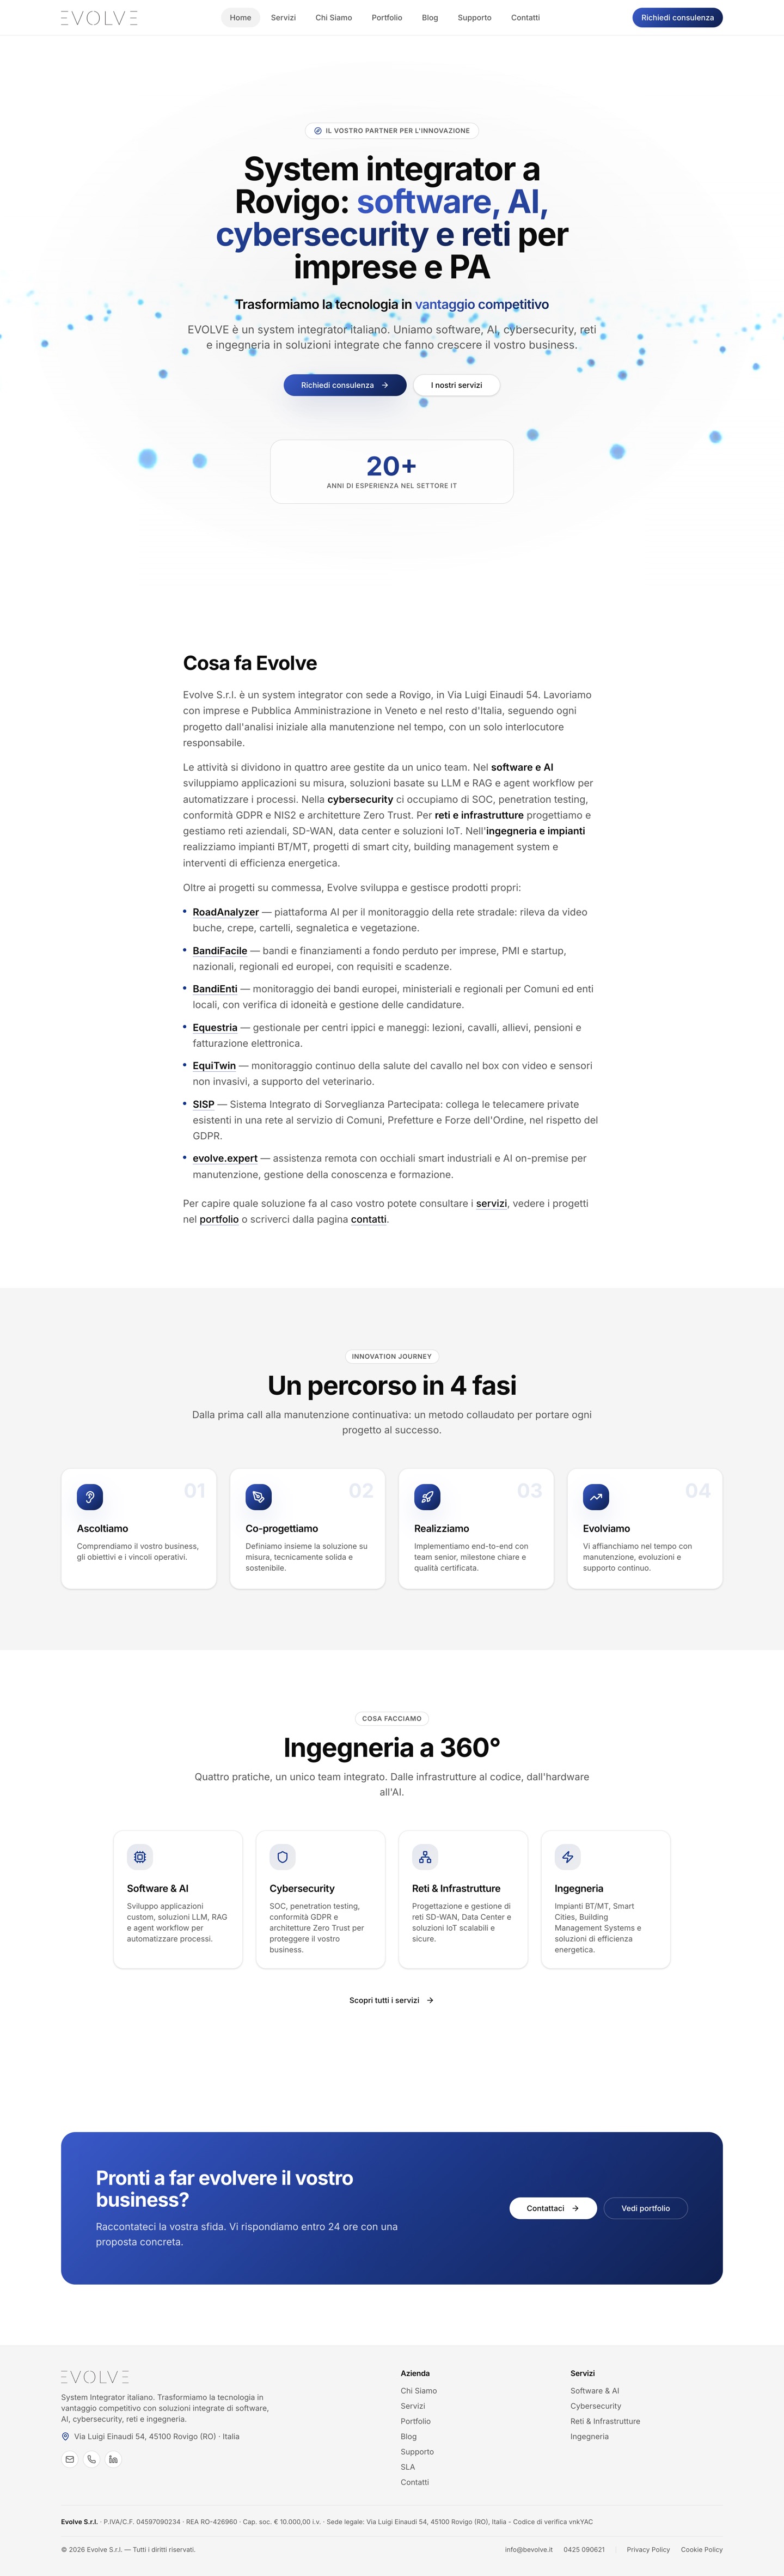 EVOLVE
Home Servizi Chi Siamo Portfolio Blog Supporto Contatti
Richiedi consulenza
IL VOSTRO PARTNER PER L'INNOVAZIONE
System integrator a
Rovigo: software, AI,
cybersecurity e reti per
imprese e PA
Trasformiamo la tecnologia in vantaggio competitivo
EVOLVE è un system integrator italiano. Uniamo software, AI, cybersecurity, reti
e ingegneria in soluzioni integrate che fanno crescere il vostro business.
Richiedi consulenza
I nostri servizi
20+
ANNI DI ESPERIENZA NEL SETTORE IT
Cosa fa Evolve
Evolve S.r.l. è un system integrator con sede a Rovigo, in Via Luigi Einaudi 54. Lavoriamo
con imprese e Pubblica Amministrazione in Veneto e nel resto d'Italia, seguendo ogni
progetto dall'analisi iniziale alla manutenzione nel tempo, con un solo interlocutore
responsabile.
Le attività si dividono in quattro aree gestite da un unico team. Nel software e AI
sviluppiamo applicazioni su misura, soluzioni basate su LLM e RAG e agent workflow per
automatizzare i processi. Nella cybersecurity ci occupiamo di SOC, penetration testing,
conformità GDPR e NIS2 e architetture Zero Trust. Per reti e infrastrutture progettiamo e
gestiamo reti aziendali, SD-WAN, data center e soluzioni IoT. Nell'ingegneria e impianti
realizziamo impianti BT/MT, progetti di smart city, building management system e
interventi di efficienza energetica.
Oltre ai progetti su commessa, Evolve sviluppa e gestisce prodotti propri:
RoadAnalyzer — piattaforma AI per il monitoraggio della rete stradale: rileva da video
buche, crepe, cartelli, segnaletica e vegetazione.
BandiFacile — bandi e finanziamenti a fondo perduto per imprese, PMI e startup,
nazionali, regionali ed europei, con requisiti e scadenze.
BandiEnti — monitoraggio dei bandi europei, ministeriali e regionali per Comuni ed enti
locali, con verifica di idoneità e gestione delle candidature.
Equestria — gestionale per centri ippici e maneggi: lezioni, cavalli, allievi, pensioni e
fatturazione elettronica.
EquiTwin — monitoraggio continuo della salute del cavallo nel box con video e sensori
non invasivi, a supporto del veterinario.
SISP — Sistema Integrato di Sorveglianza Partecipata: collega le telecamere private
esistenti in una rete al servizio di Comuni, Prefetture e Forze dell'Ordine, nel rispetto del
GDPR.
evolve.expert — assistenza remota con occhiali smart industriali e AI on-premise per
manutenzione, gestione della conoscenza e formazione.
Per capire quale soluzione fa al caso vostro potete consultare i servizi, vedere i progetti
nel portfolio o scriverci dalla pagina contatti.
INNOVATION JOURNEY
Un percorso in 4 fasi
Dalla prima call alla manutenzione continuativa: un metodo collaudato per portare ogni
progetto al successo.
01
Ascoltiamo
Comprendiamo il vostro business,
gli obiettivi e i vincoli operativi.
02
Co-progettiamo
Definiamo insieme la soluzione su
misura, tecnicamente solida e
sostenibile.
03
Realizziamo
Implementiamo end-to-end con
team senior, milestone chiare e
qualità certificata.
04
Evolviamo
Vi affianchiamo nel tempo con
manutenzione, evoluzioni e
supporto continuo.
COSA FACCIAMO
Ingegneria a 360°
Quattro pratiche, un unico team integrato. Dalle infrastrutture al codice, dall'hardware
all'AI.
Software & AI
Sviluppo applicazioni
custom, soluzioni LLM, RAG
e agent workflow per
automatizzare processi.
Cybersecurity
SOC, penetration testing,
conformità GDPR e
architetture Zero Trust per
proteggere il vostro
business.
Reti & Infrastrutture
Progettazione e gestione di
reti SD-WAN, Data Center e
soluzioni IoT scalabili e
sicure.
Ingegneria
Impianti BT/MT, Smart
Cities, Building
Management Systems e
soluzioni di efficienza
energetica.
Scopri tutti i servizi
Pronti a far evolvere il vostro
business?
Raccontateci la vostra sfida. Vi rispondiamo entro 24 ore con una
proposta concreta.
Contattaci
Vedi portfolio
EVOLVE
System Integrator italiano. Trasformiamo la tecnologia in
vantaggio competitivo con soluzioni integrate di software,
AI, cybersecurity, reti e ingegneria.
Via Luigi Einaudi 54, 45100 Rovigo (RO) · Italia
Azienda
Chi Siamo
Servizi
Portfolio
Blog
Supporto
SLA
Contatti
Servizi
Software & AI
Cybersecurity
Reti & Infrastrutture
Ingegneria
Evolve S.r.l. · P.IVA/C.F. 04597090234 · REA RO-426960 · Cap. soc. € 10.000,00 i.v. · Sede legale: Via Luigi Einaudi 54, 45100 Rovigo (RO), Italia - Codice di verifica vnkYAC
© 2026 Evolve S.r.l. — Tutti i diritti riservati.
info@bevolve.it 0425 090621 Privacy Policy Cookie Policy